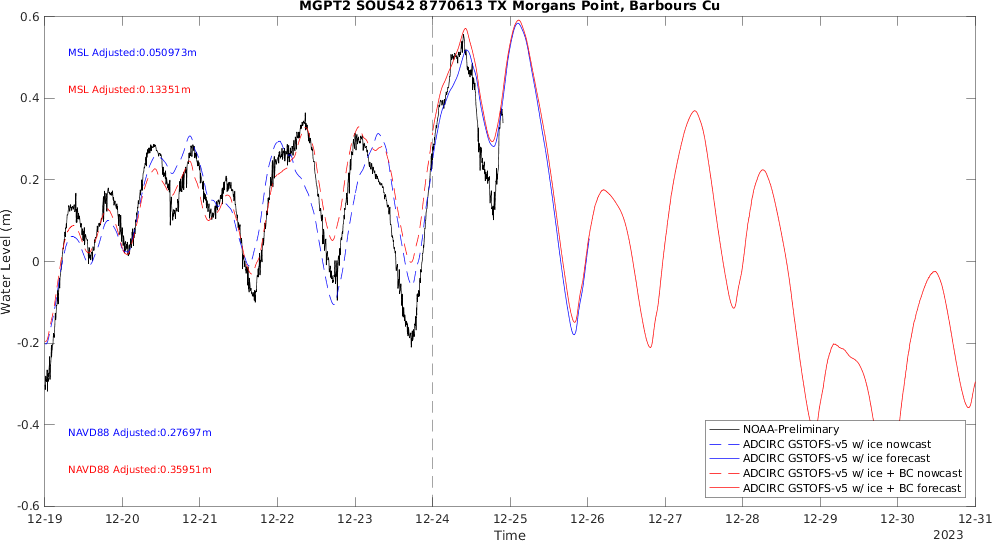 MGPT2 SOUS42 8770613 TX Morgans Point, Barbours Cu
0.6
MSL Adjusted:0.050973m
MSL Adjusted:0.13351m
0.4
0.2
Water Level (m)
0
-0.2
-0.4
NAVD88 Adjusted:0.27697m
NAVD88 Adjusted:0.35951m
-0.6
NOAA-Preliminary
ADCIRC GSTOFS-v5 w/ ice nowcast
ADCIRC GSTOFS-v5 w/ ice forecast
ADCIRC GSTOFS-v5 w/ ice + BC nowcast
ADCIRC GSTOFS-v5 w/ ice + BC forecast
12-19 12-20 12-21 12-22 12-23 12-24 12-25 12-26 12-27 12-28 12-29 12-30 12-31
Time
2023